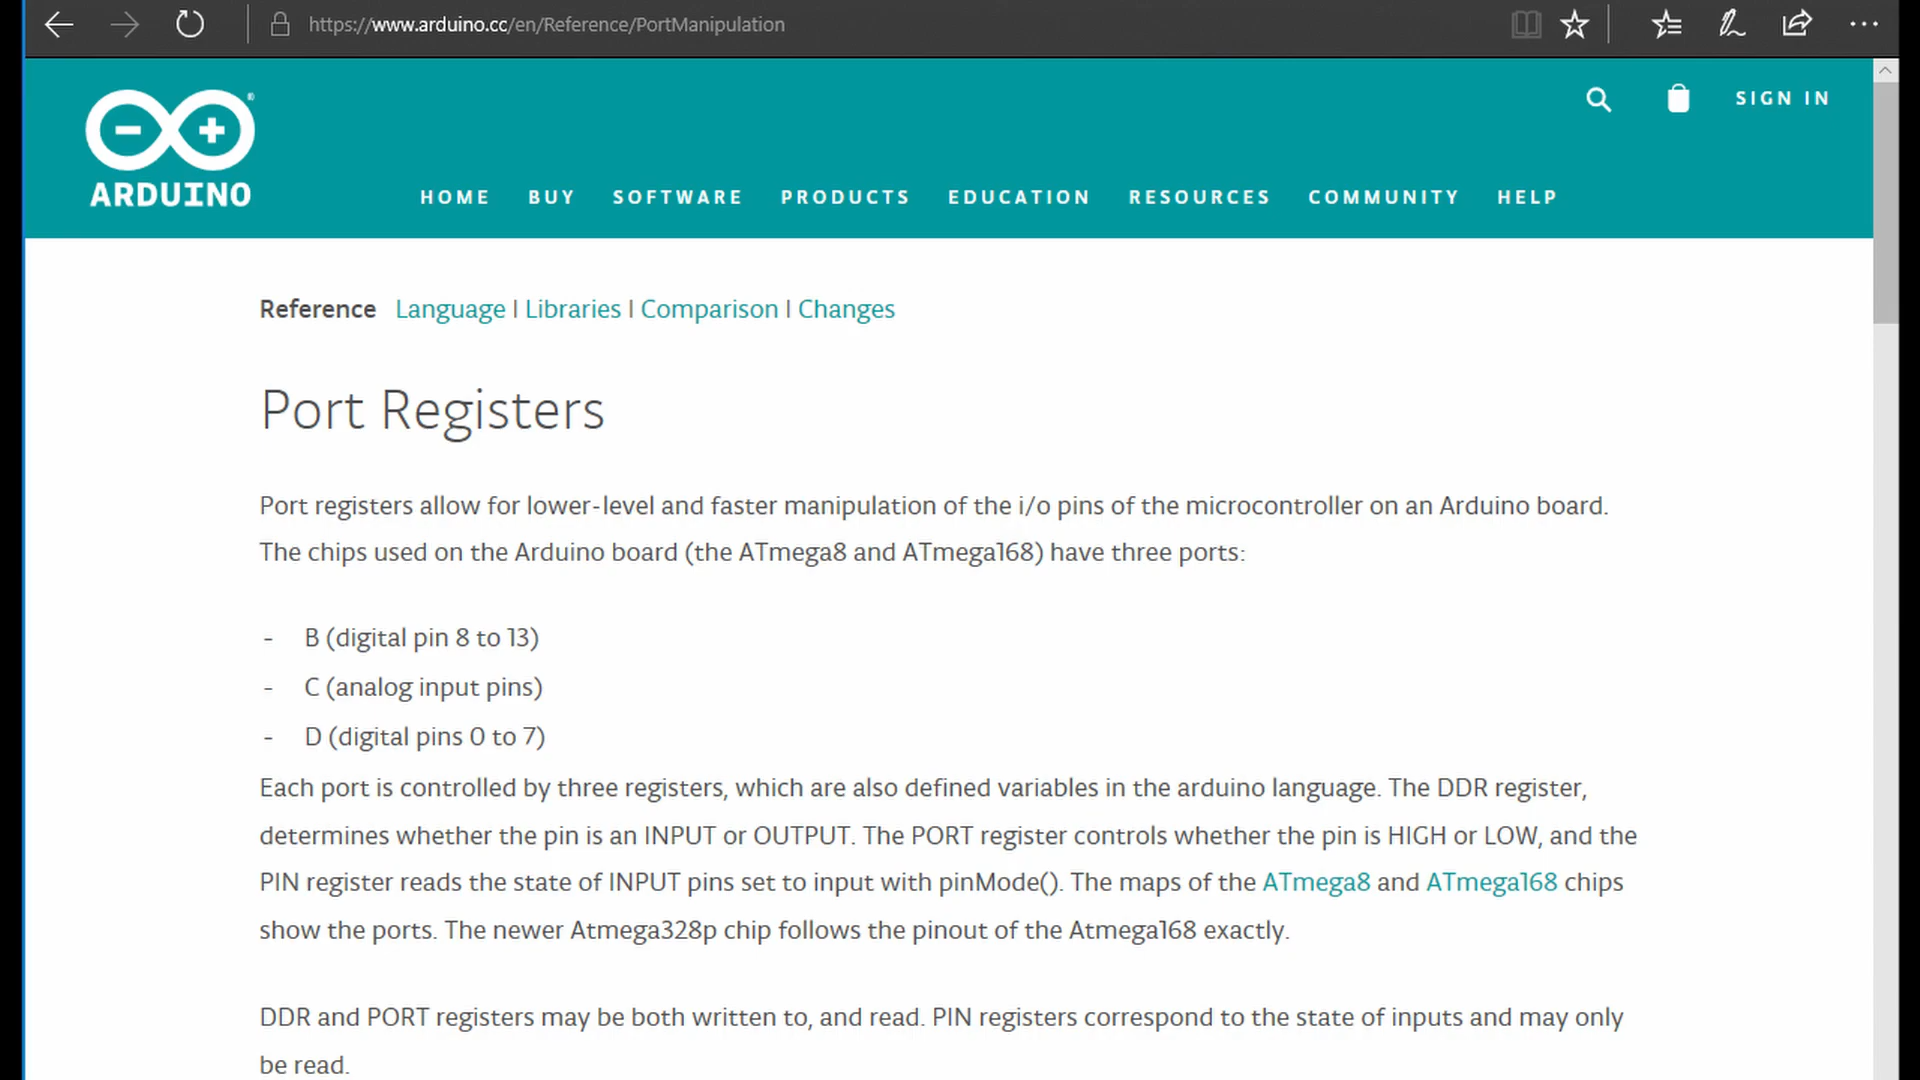 https://www.arduino.cc/en/Reference/PortManipulation
SIGN IN
ARDUINO
HOME BUY SOFTWARE PRODUCTS EDUCATION RESOURCES COMMUNITY HELP
Reference Language | Libraries | Comparison | Changes
Port Registers
Port registers allow for lower-level and faster manipulation of the i/o pins of the microcontroller on an Arduino board.
The chips used on the Arduino board (the ATmega8 and ATmega168) have three ports:
- B (digital pin 8 to 13)
- C (analog input pins)
- D (digital pins 0 to 7)
Each port is controlled by three registers, which are also defined variables in the arduino language. The DDR register,
determines whether the pin is an INPUT or OUTPUT. The PORT register controls whether the pin is HIGH or LOW, and the
PIN register reads the state of INPUT pins set to input with pinMode(). The maps of the ATmega8 and ATmega168 chips
show the ports. The newer Atmega328p chip follows the pinout of the Atmega168 exactly.
DDR and PORT registers may be both written to, and read. PIN registers correspond to the state of inputs and may only
be read.